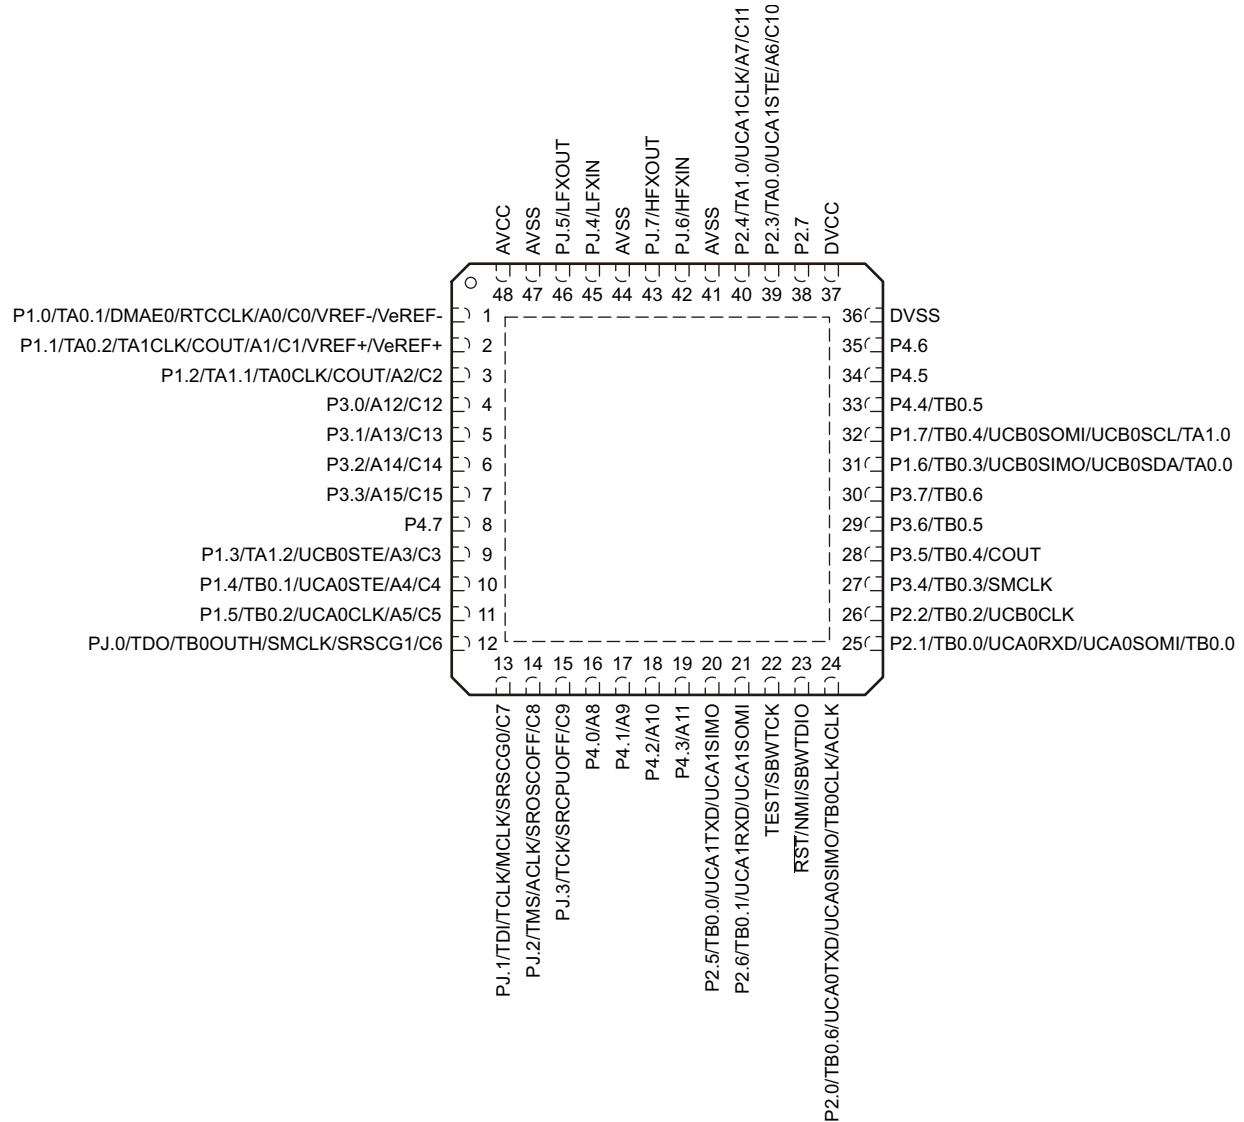 P2.4/TA1.0/UCA1CLK/A7/C11
P2.3/TA0.0/UCA1STE/A6/C10
AVCC
AVSS
PJ.5/LFXOUT
PJ.4/LFXIN
AVSS
PJ.7/HFXOUT
PJ.6/HFXIN
AVSS
P2.7
DVCC
48 47 46 45 44 43 42 41 40 39 38 37
P1.0/TA0.1/DMAE0/RTCCLK/A0/C0/VREF-/VeREF- 1
36 DVSS
P1.1/TA0.2/TA1CLK/COUT/A1/C1/VREF+/VeREF+ 2
35 P4.6
P1.2/TA1.1/TA0CLK/COUT/A2/C2 3
34 P4.5
P3.0/A12/C12 4
33 P4.4/TB0.5
P3.1/A13/C13 5
32 P1.7/TB0.4/UCB0SOMI/UCB0SCL/TA1.0
P3.2/A14/C14 6
31 P1.6/TB0.3/UCB0SIMO/UCB0SDA/TA0.0
P3.3/A15/C15 7
30 P3.7/TB0.6
P4.7 8
29 P3.6/TB0.5
P1.3/TA1.2/UCB0STE/A3/C3 9
28 P3.5/TB0.4/COUT
P1.4/TB0.1/UCA0STE/A4/C4 10
27 P3.4/TB0.3/SMCLK
P1.5/TB0.2/UCA0CLK/A5/C5 11
26 P2.2/TB0.2/UCB0CLK
PJ.0/TDO/TB0OUTH/SMCLK/SRSCG1/C6 12
25 P2.1/TB0.0/UCA0RXD/UCA0SOMI/TB0.0
13 14 15 16 17 18 19 20 21 22 23 24
PJ.1/TDI/TCLK/MCLK/SRSCG0/C7
PJ.2/TMS/ACLK/SROSCOFF/C8
PJ.3/TCK/SRCPUOFF/C9
P4.0/A8
P4.1/A9
P4.2/A10
P4.3/A11
P2.5/TB0.0/UCA1TXD/UCA1SIMO
P2.6/TB0.1/UCA1RXD/UCA1SOMI
TEST/SBWTCK
RST/NMI/SBWTDIO
P2.0/TB0.6/UCA0TXD/UCA0SIMO/TB0CLK/ACLK